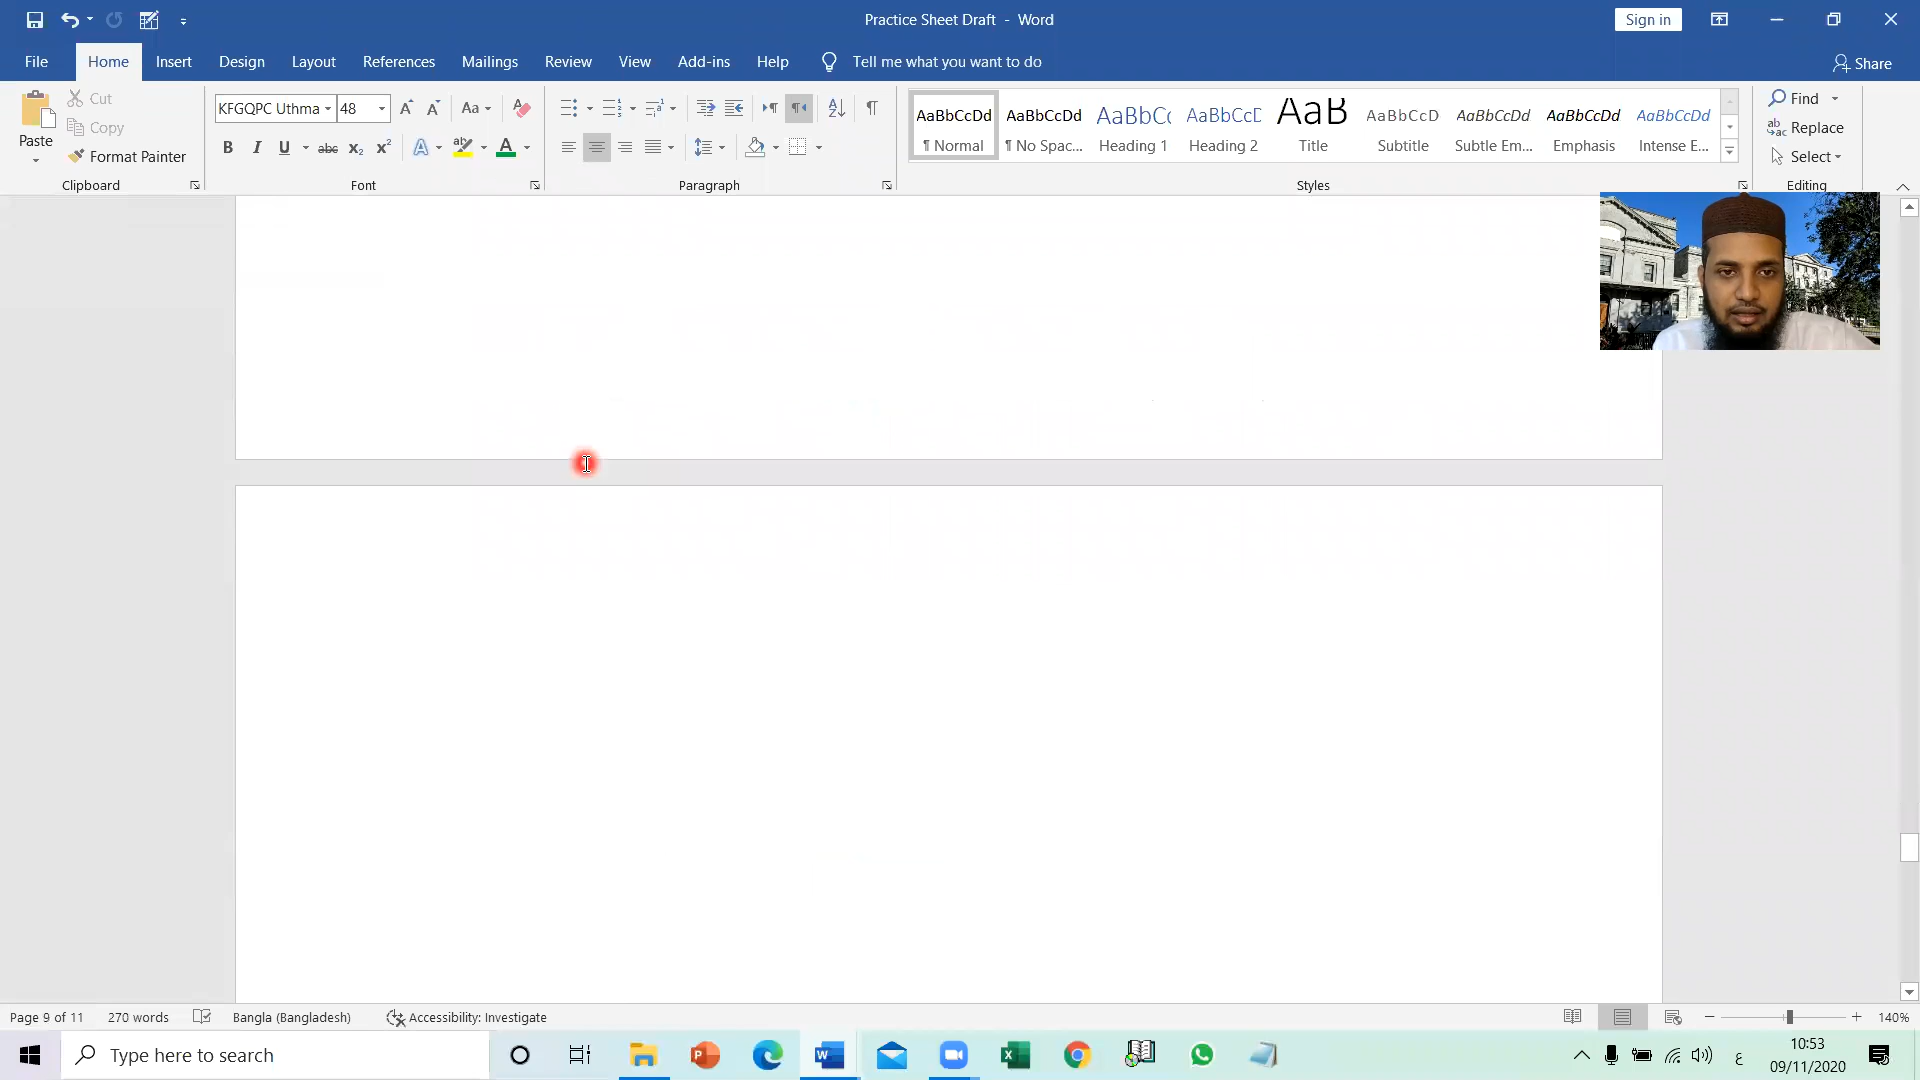 Practice Sheet Draft - Word
Sign in
File Home Insert Design Layout References Mailings Review View Add-ins Help Tell me what you want to do Share
Paste
Cut
Copy
Format Painter
Clipboard
KFGQPC Uthma 48
Font
Paragraph
AaBbCcDd AaBbCcDd AaBbCc AaBbCcE AaB AaBbCcD AaBbCcDd AaBbCcDd AaBbCcDd
¶ Normal ¶ No Spac... Heading 1 Heading 2 Title Subtitle Subtle Em... Emphasis Intense E...
Styles
Find
Replace
Select
Editing
Page 9 of 11 270 words Bangla (Bangladesh) Accessibility: Investigate 140%
Type here to search
ع
10:53
09/11/2020